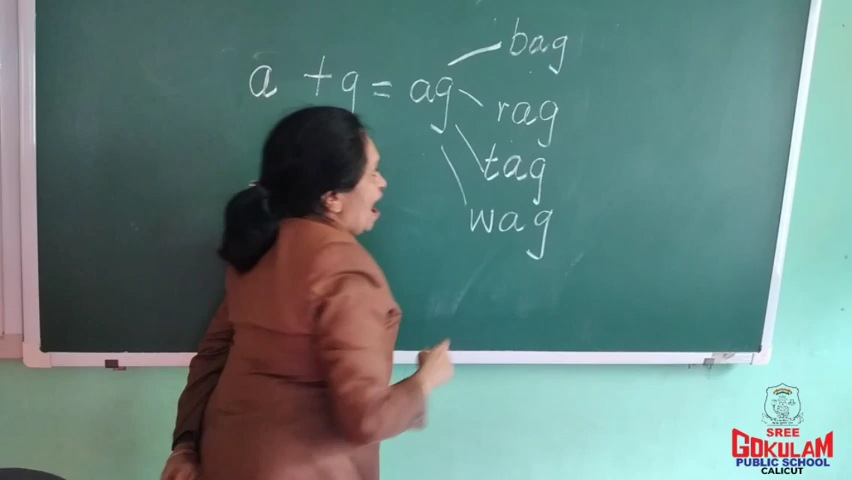 a + g = ag
bag
rag
tag
wag
SREE
GOKULAM
PUBLIC SCHOOL
CALICUT